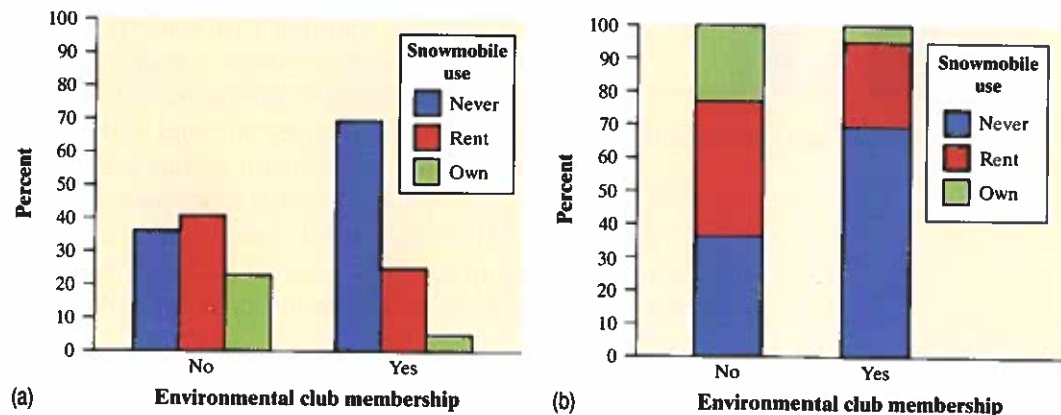 100
90
80
70
60
50
40
30
20
10
0
Percent
Snowmobile
use
Never
Rent
Own
No
Yes
(a)
Environmental club membership
100
90
80
70
60
50
40
30
20
10
0
Percent
Snowmobile
use
Never
Rent
Own
No
Yes
(b)
Environmental club membership